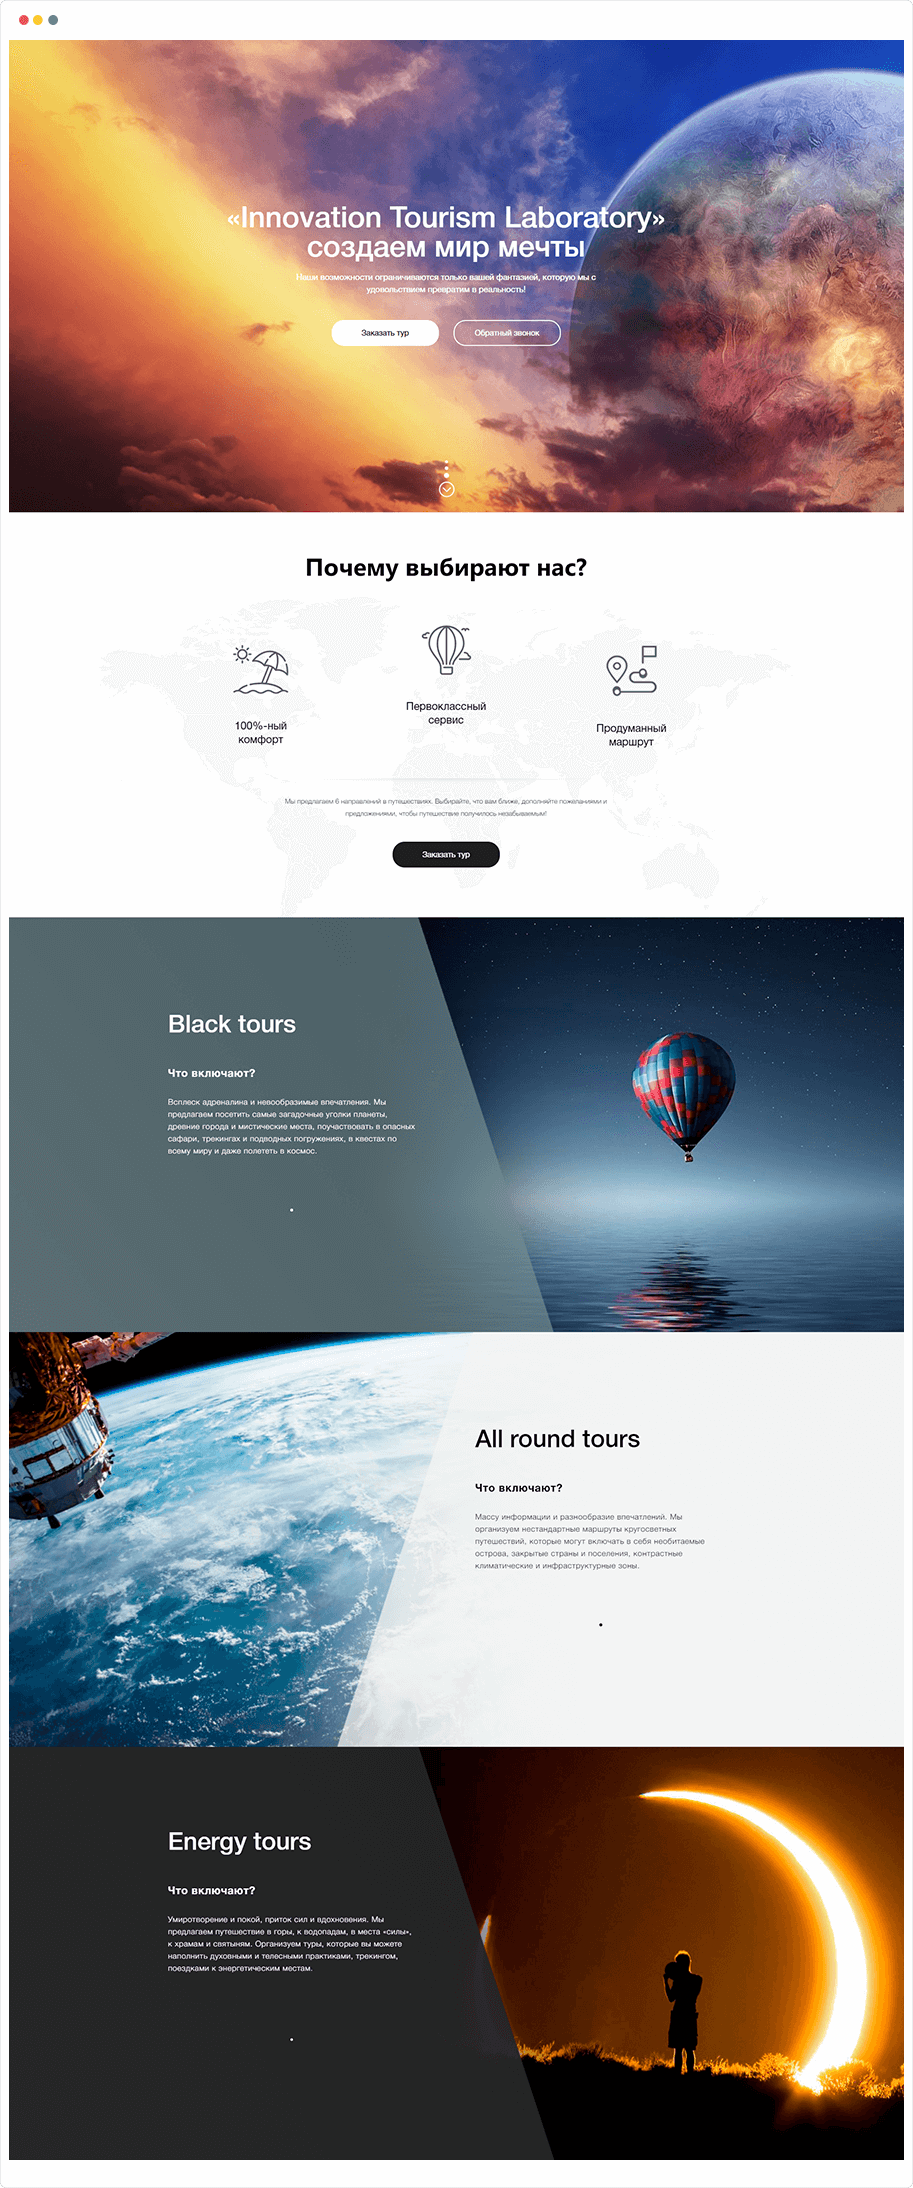 «Innovation Tourism Laboratory»
создаем мир мечты
Наши возможности ограничиваются только вашей фантазией, которую мы с
удовольствием превратим в реальность!
Заказать тур
Обратный звонок
Почему выбирают нас?
100%-ный
комфорт
Первоклассный
сервис
Продуманный
маршрут
Мы предлагаем 6 направлений в путешествиях. Выбирайте, что вам ближе, дополняйте пожеланиями и
предложениями, чтобы путешествие получилось незабываемым!
Заказать тур
Black tours
Что включают?
Всплеск адреналина и невообразимые впечатления. Мы
предлагаем посетить самые загадочные уголки планеты,
древние города и мистические места, поучаствовать в опасных
сафари, трекингах и подводных погружениях, в квестах по
всему миру и даже полететь в космос.
All round tours
Что включают?
Массу информации и разнообразие впечатлений. Мы
организуем нестандартные маршруты кругосветных
путешествий, которые могут включать в себя необитаемые
острова, закрытые страны и поселения, контрастные
климатические и инфраструктурные зоны.
Energy tours
Что включают?
Умиротворение и покой, приток сил и вдохновения. Мы
предлагаем путешествие в горы, к водопадам, в места «силы»,
к храмам и святыням. Организуем туры, которые вы можете
наполнить духовными и телесными практиками, трекингом,
поездками к энергетическим местам.